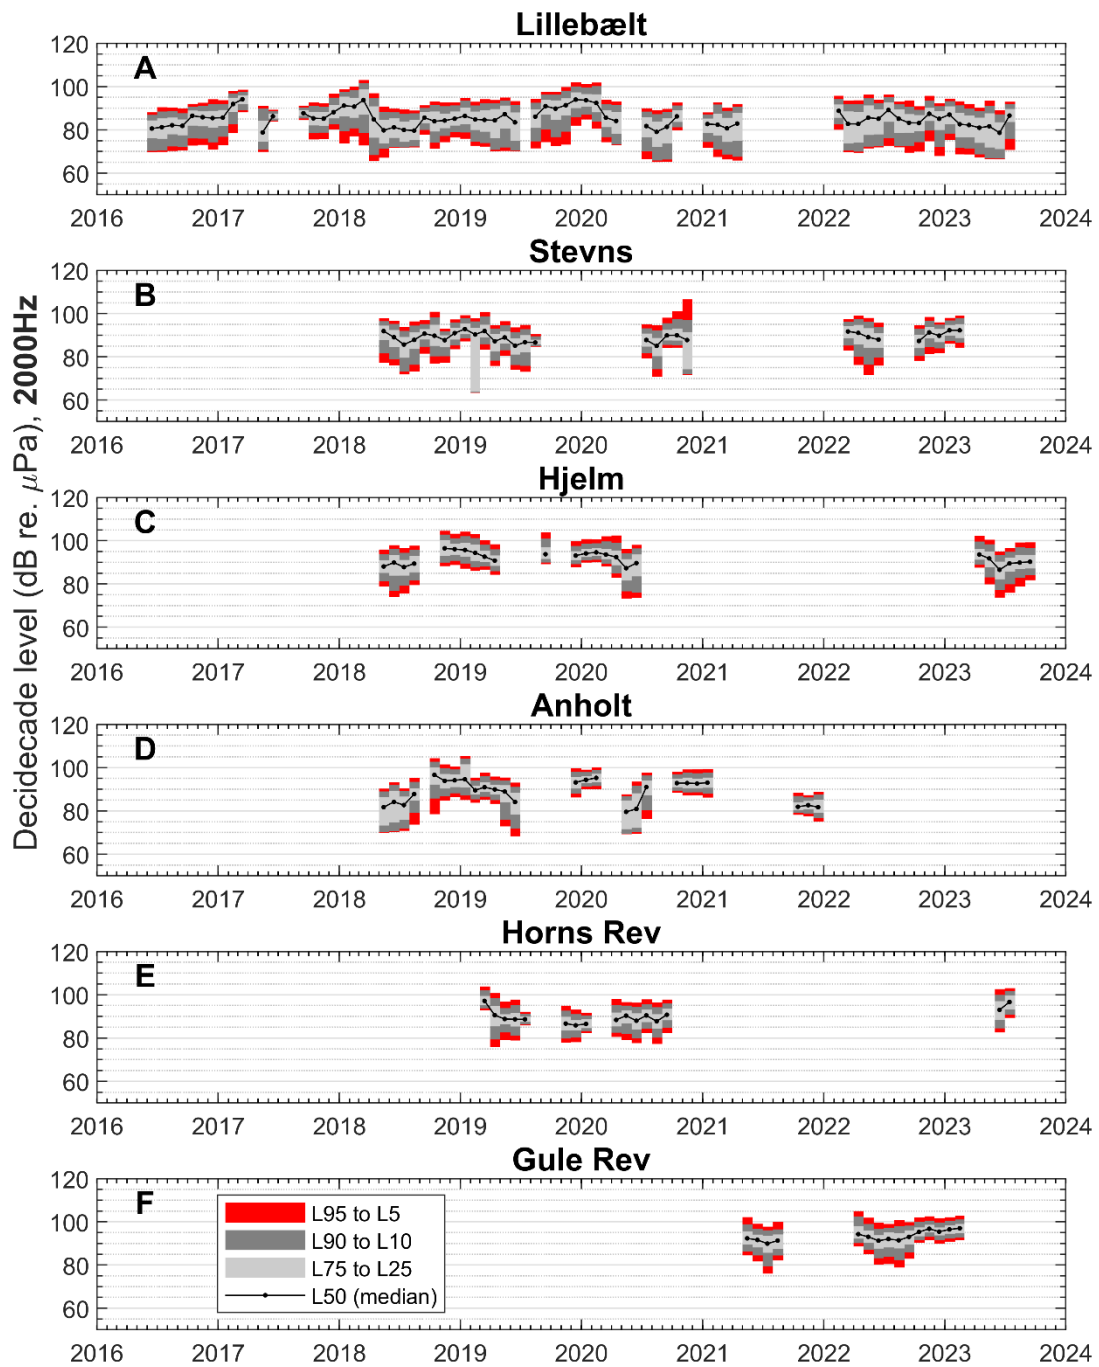 Lillebælt
A
120
100
80
60
2016 2017 2018 2019 2020 2021 2022 2023 2024
Stevns
B
120
100
80
60
2016 2017 2018 2019 2020 2021 2022 2023 2024
Hjelm
C
120
100
80
60
2016 2017 2018 2019 2020 2021 2022 2023 2024
Anholt
D
120
100
80
60
2016 2017 2018 2019 2020 2021 2022 2023 2024
Horns Rev
E
120
100
80
60
2016 2017 2018 2019 2020 2021 2022 2023 2024
Gule Rev
F
120
100
80
60
L95 to L5
L90 to L10
L75 to L25
L50 (median)
2016 2017 2018 2019 2020 2021 2022 2023 2024
Decidecade level (dB re. μPa), 2000Hz